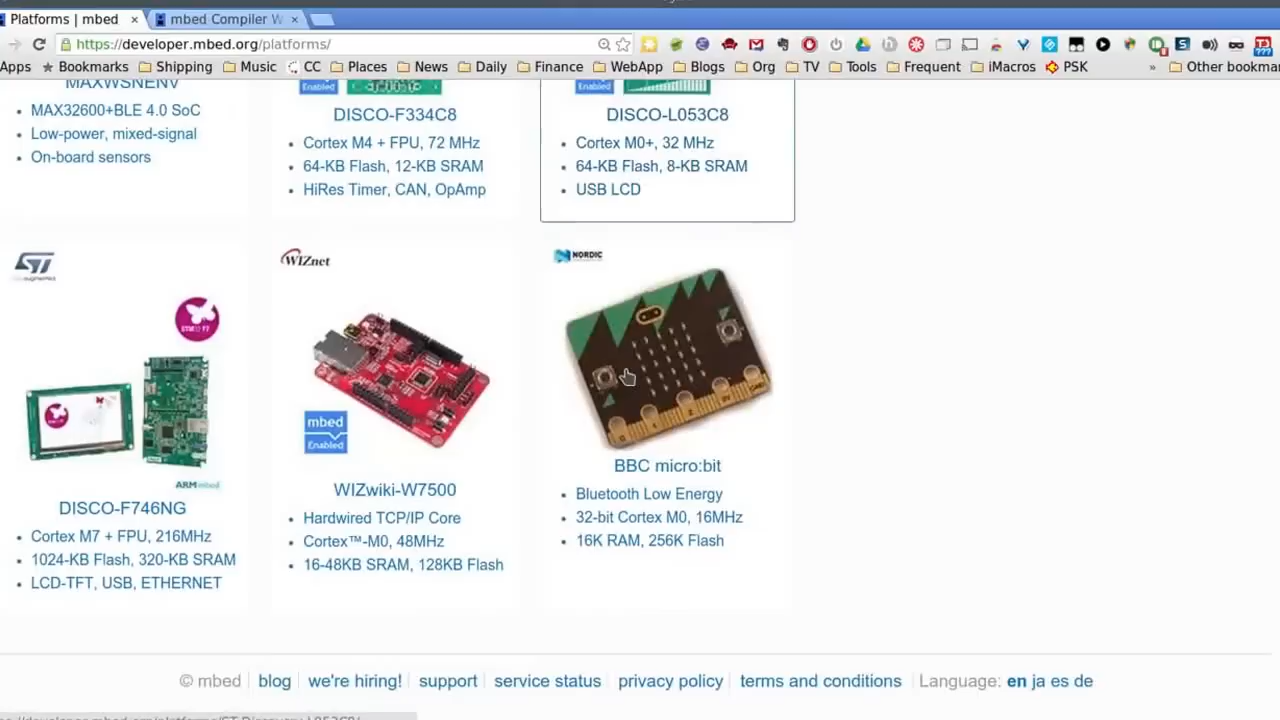 Platforms | mbed
mbed Compiler W
https://developer.mbed.org/platforms/
Apps Bookmarks Shipping Music CC Places News Daily Finance WebApp Blogs Org TV Tools Frequent iMacros PSK » Other bookmar
MAXWSNENV
MAX32600+BLE 4.0 SoC
Low-power, mixed-signal
On-board sensors
Enabled
DISCO-F334C8
Cortex M4 + FPU, 72 MHz
64-KB Flash, 12-KB SRAM
HiRes Timer, CAN, OpAmp
Enabled
DISCO-L053C8
Cortex M0+, 32 MHz
64-KB Flash, 8-KB SRAM
USB LCD
ST
ARMmbed
DISCO-F746NG
Cortex M7 + FPU, 216MHz
1024-KB Flash, 320-KB SRAM
LCD-TFT, USB, ETHERNET
WIZnet
mbed
Enabled
WIZwiki-W7500
Hardwired TCP/IP Core
Cortex™-M0, 48MHz
16-48KB SRAM, 128KB Flash
NORDIC
BBC micro:bit
Bluetooth Low Energy
32-bit Cortex M0, 16MHz
16K RAM, 256K Flash
© mbed blog we're hiring! support service status privacy policy terms and conditions Language: en ja es de